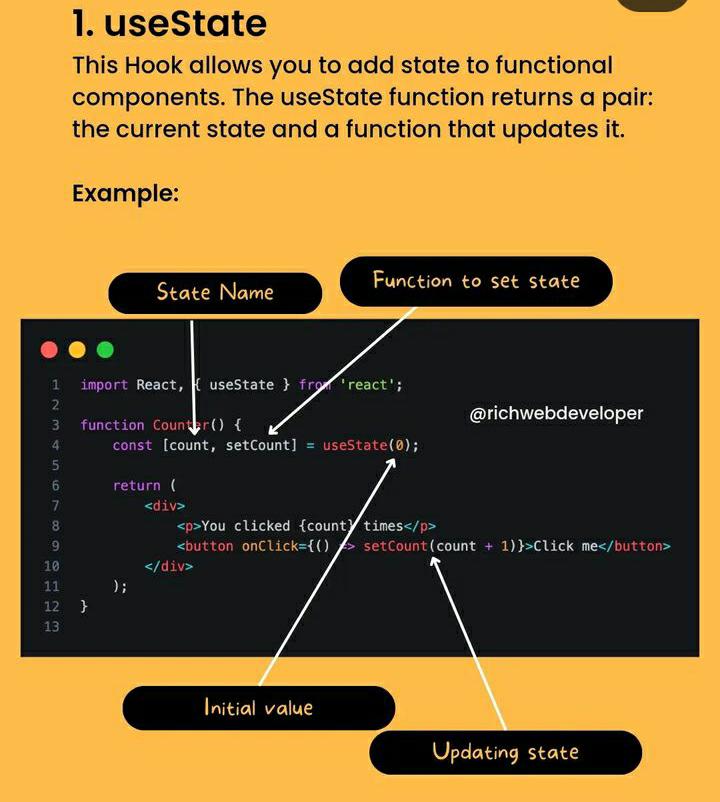 1. useState
This Hook allows you to add state to functional
components. The useState function returns a pair:
the current state and a function that updates it.
Example:
State Name
Function to set state
1 import React, { useState } from 'react';
2
@richwebdeveloper
3 function Counter() {
4     const [count, setCount] = useState(0);
5
6     return (
7         <div>
8             <p>You clicked {count} times</p>
9             <button onClick={() => setCount(count + 1)}>Click me</button>
10         </div>
11     );
12 }
13
Initial value
Updating state